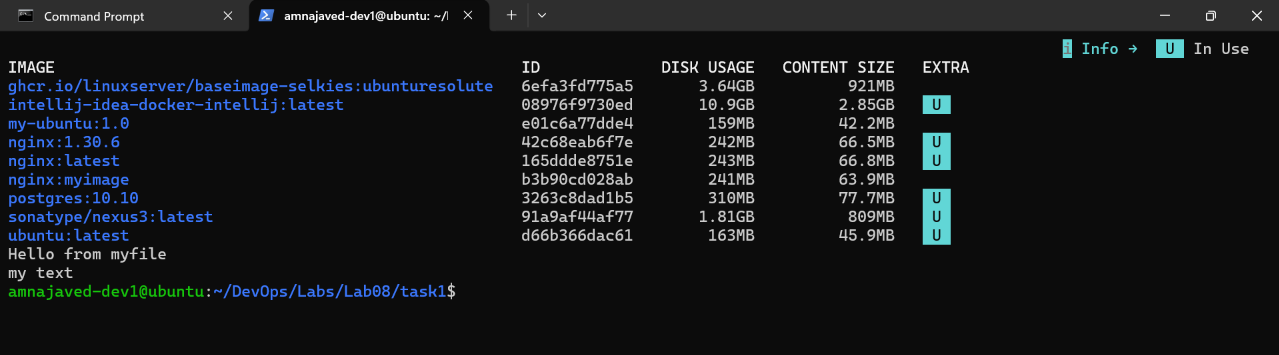 Command Prompt
amnajaved-dev1@ubuntu: ~/l
i Info → U In Use
IMAGE ID DISK USAGE CONTENT SIZE EXTRA
ghcr.io/linuxserver/baseimage-selkies:ubunturesolute 6efa3fd775a5 3.64GB 921MB
intellij-idea-docker-intellij:latest 08976f9730ed 10.9GB 2.85GB U
my-ubuntu:1.0 e01c6a77dde4 159MB 42.2MB
nginx:1.30.6 42c68eab6f7e 242MB 66.5MB U
nginx:latest 165ddde8751e 243MB 66.8MB U
nginx:myimage b3b90cd028ab 241MB 63.9MB
postgres:10.10 3263c8dad1b5 310MB 77.7MB U
sonatype/nexus3:latest 91a9af44af77 1.81GB 809MB U
ubuntu:latest d66b366dac61 163MB 45.9MB U
Hello from myfile
my text
amnajaved-dev1@ubuntu:~/DevOps/Labs/Lab08/task1$